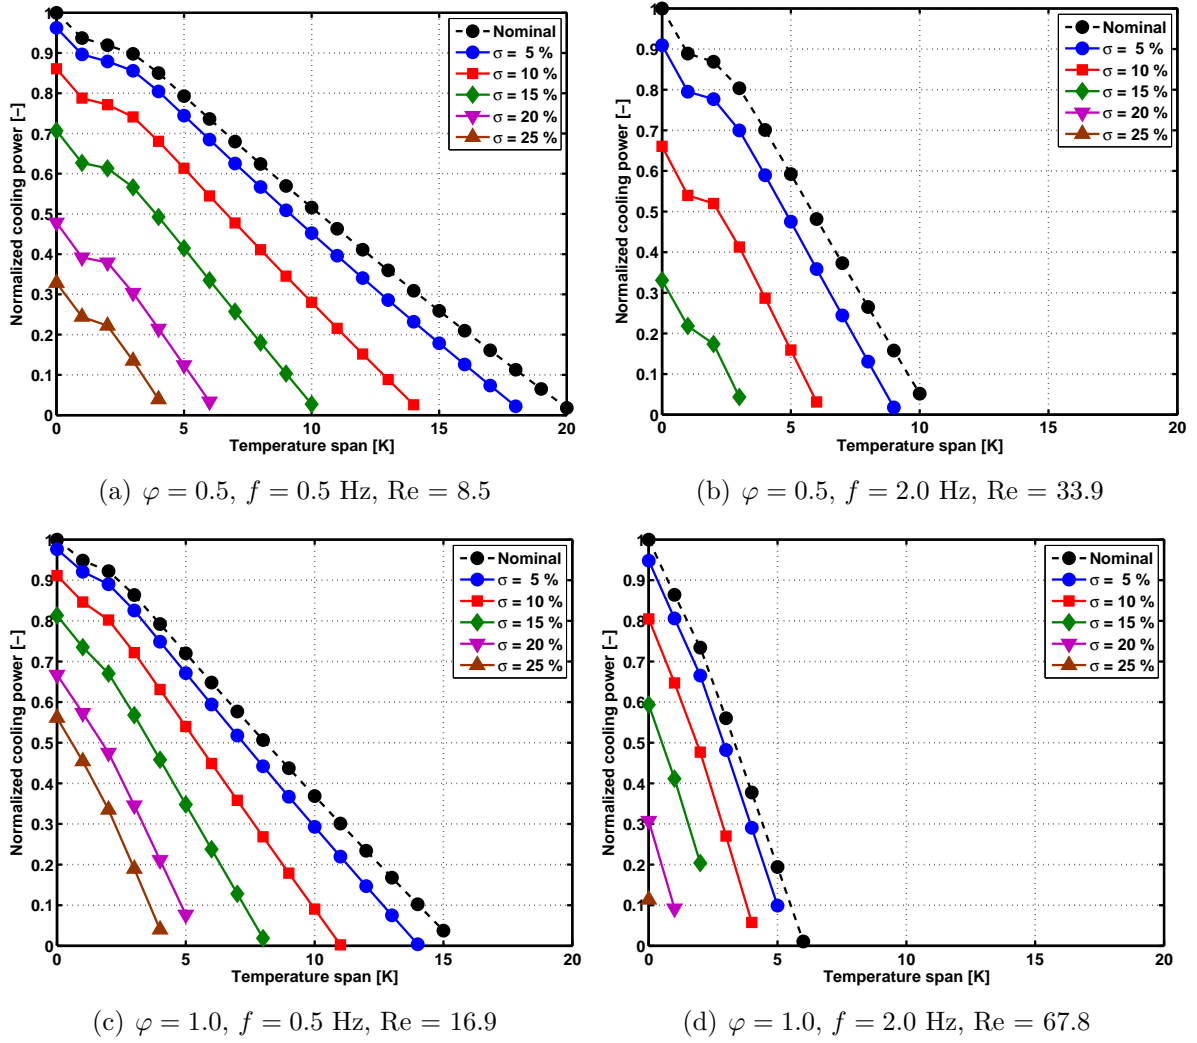 Normalized cooling power [–]
1
0.9
0.8
0.7
0.6
0.5
0.4
0.3
0.2
0.1
0
0 5 10 15 20
Temperature span [K]
Nominal
σ = 5 %
σ = 10 %
σ = 15 %
σ = 20 %
σ = 25 %
(a) φ = 0.5, f = 0.5 Hz, Re = 8.5
Normalized cooling power [–]
1
0.9
0.8
0.7
0.6
0.5
0.4
0.3
0.2
0.1
0
0 5 10 15 20
Temperature span [K]
Nominal
σ = 5 %
σ = 10 %
σ = 15 %
σ = 20 %
σ = 25 %
(b) φ = 0.5, f = 2.0 Hz, Re = 33.9
Normalized cooling power [–]
1
0.9
0.8
0.7
0.6
0.5
0.4
0.3
0.2
0.1
0
0 5 10 15 20
Temperature span [K]
Nominal
σ = 5 %
σ = 10 %
σ = 15 %
σ = 20 %
σ = 25 %
(c) φ = 1.0, f = 0.5 Hz, Re = 16.9
Normalized cooling power [–]
1
0.9
0.8
0.7
0.6
0.5
0.4
0.3
0.2
0.1
0
0 5 10 15 20
Temperature span [K]
Nominal
σ = 5 %
σ = 10 %
σ = 15 %
σ = 20 %
σ = 25 %
(d) φ = 1.0, f = 2.0 Hz, Re = 67.8